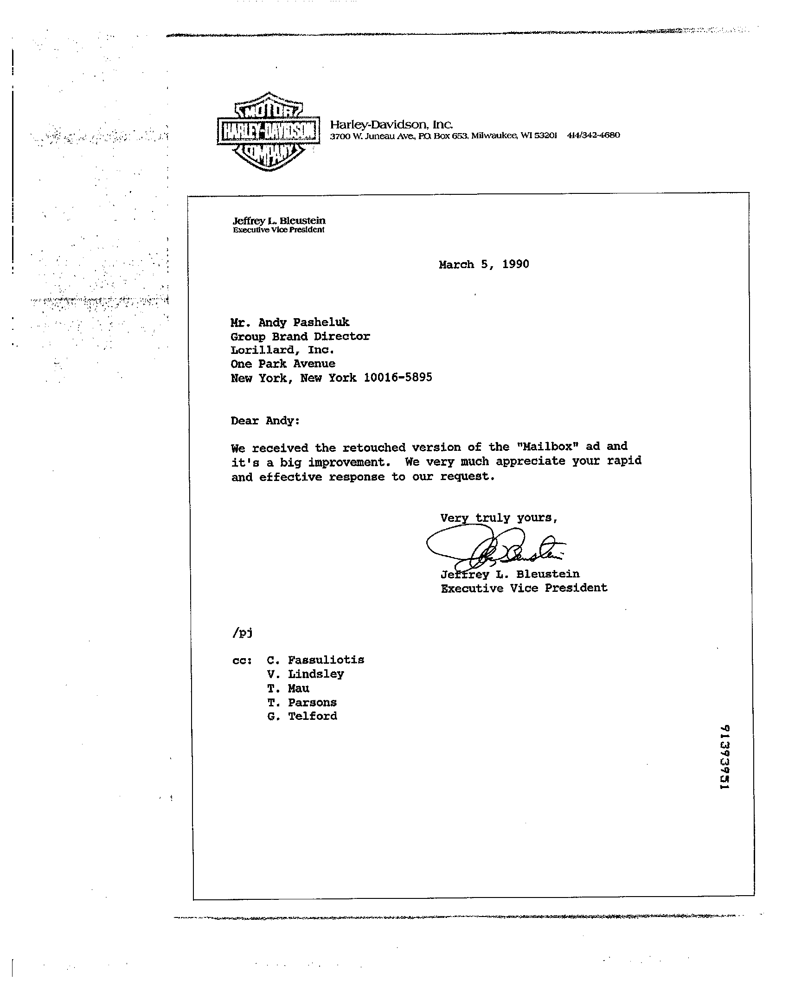 MOTOR
HARLEY-DAVIDSON
COMPANY
Harley-Davidson, Inc.
3700 W. Juneau Ave., P.O. Box 653, Milwaukee, WI 53201 414/342-4680
Jeffrey L. Bleustein
Executive Vice President
March 5, 1990
Mr. Andy Pasheluk
Group Brand Director
Lorillard, Inc.
One Park Avenue
New York, New York 10016-5895
Dear Andy:
We received the retouched version of the "Mailbox" ad and
it's a big improvement. We very much appreciate your rapid
and effective response to our request.
Very truly yours,
Jeffrey L. Bleustein
Executive Vice President
/pj
cc: C. Fassuliotis
V. Lindsley
T. Mau
T. Parsons
G. Telford
91393951